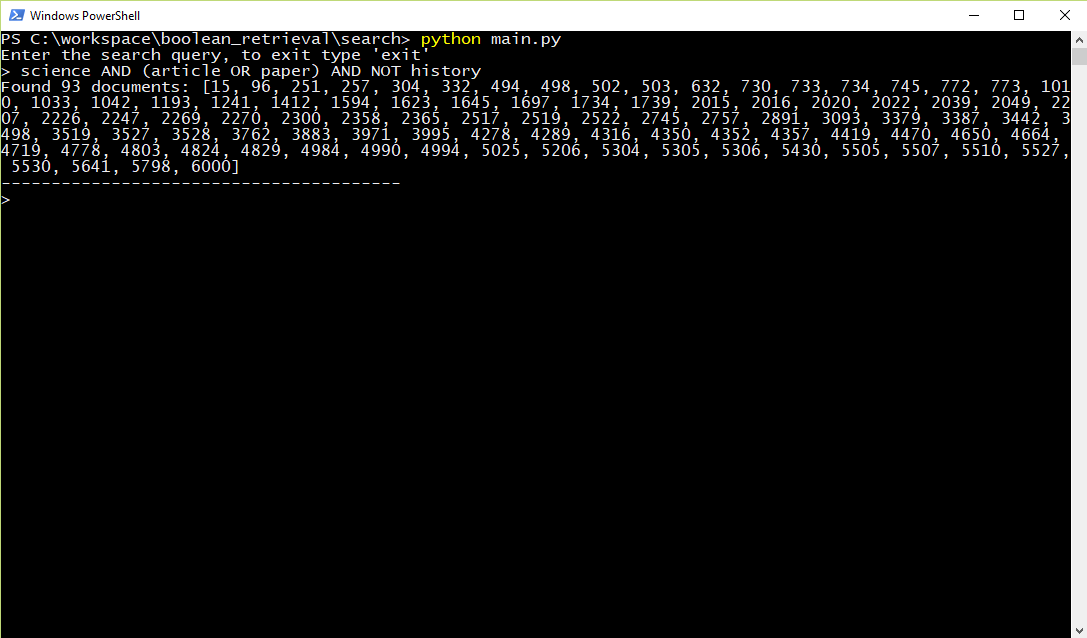 Windows PowerShell
PS C:\workspace\boolean_retrieval\search> python main.py
Enter the search query, to exit type 'exit'
> science AND (article OR paper) AND NOT history
Found 93 documents: [15, 96, 251, 257, 304, 332, 494, 498, 502, 503, 632, 730, 733, 734, 745, 772, 773, 101
0, 1033, 1042, 1193, 1241, 1412, 1594, 1623, 1645, 1697, 1734, 1739, 2015, 2016, 2020, 2022, 2039, 2049, 22
07, 2226, 2247, 2269, 2270, 2300, 2358, 2365, 2517, 2519, 2522, 2745, 2757, 2891, 3093, 3379, 3387, 3442, 3
498, 3519, 3527, 3528, 3762, 3883, 3971, 3995, 4278, 4289, 4316, 4350, 4352, 4357, 4419, 4470, 4650, 4664,
4719, 4778, 4803, 4824, 4829, 4984, 4990, 4994, 5025, 5206, 5304, 5305, 5306, 5430, 5505, 5507, 5510, 5527,
5530, 5641, 5798, 6000]
----------------------------------------
>